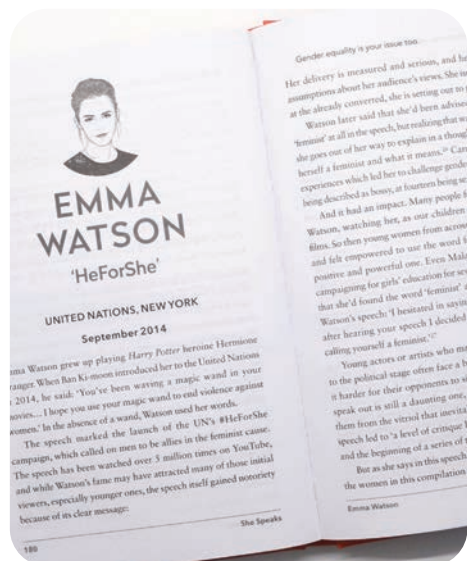 EMMA
WATSON
'HeForShe'
UNITED NATIONS, NEW YORK
September 2014
Emma Watson grew up playing Harry Potter heroine Hermione
When Ban Ki-moon introduced her to the United Nations
2014, he said: 'You've been waving a magic wand in your
movies… I hope you use your magic wand to end violence against
women.' In the absence of a wand, Watson used her words.
The speech marked the launch of the UN's #HeForShe
campaign, which called on men to be allies in the feminist cause.
The speech has been watched over 5 million times on YouTube,
and while Watson's fame may have attracted many of those initial
viewers, especially younger ones, the speech itself gained notoriety
because of its clear message:
180
She Speaks
Gender equality is your issue too
Her delivery is measured and serious, and
assumptions about her audience's views. She
at the already converted, she is setting out to
Watson later said that she'd been
'feminist' at all in the speech, but realizing that
she goes out of her way to explain in a
herself a feminist and what it means.
experiences which led her to challenge
being described as bossy, at fourteen being
And it had an impact. Many people
Watson, watching her, as our children
films. So then young women from across
and felt empowered to use the word
positive and powerful one. Even
campaigning for girls' education for
that she'd found the word 'feminist'
Watson's speech: 'I hesitated in
after hearing your speech I decided
calling yourself a feminist.'
Young actors or artists who
to the political stage often face a
it harder for their opponents to
speak out is still a daunting one,
them from the vitriol that
speech led to 'a level of critique
and the beginning of a series of
But as she says in this speech
the women in this compilation
Emma Watson